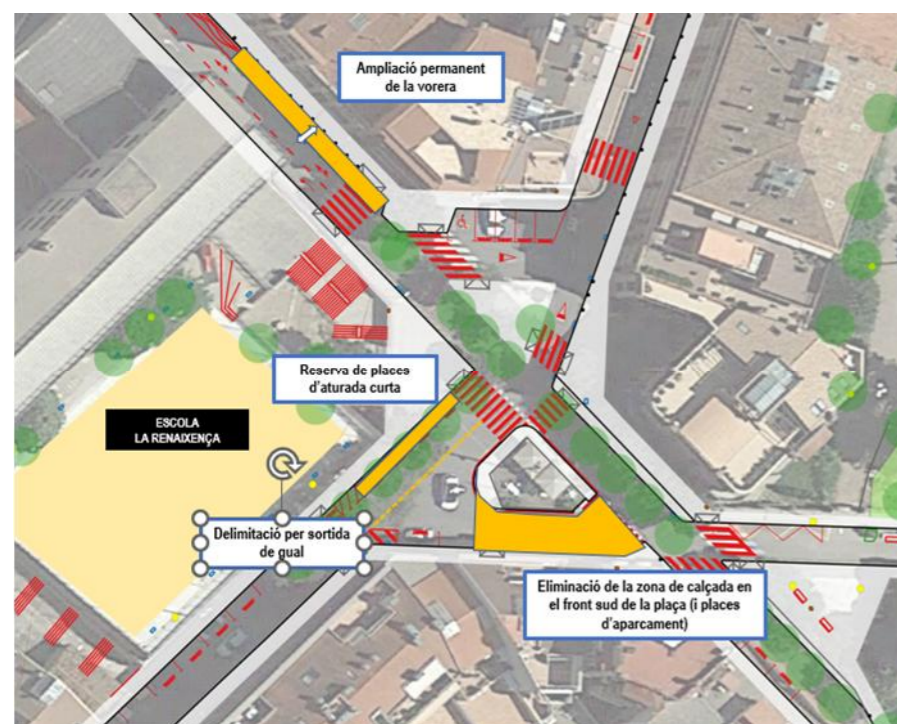 Ampliació permanent
de la vorera
Reserva de places
d'aturada curta
ESCOLA
LA RENAIXENÇA
Delimitació per sortida
de gual
Eliminació de la zona de calçada en
el front sud de la plaça (i places
d'aparcament)